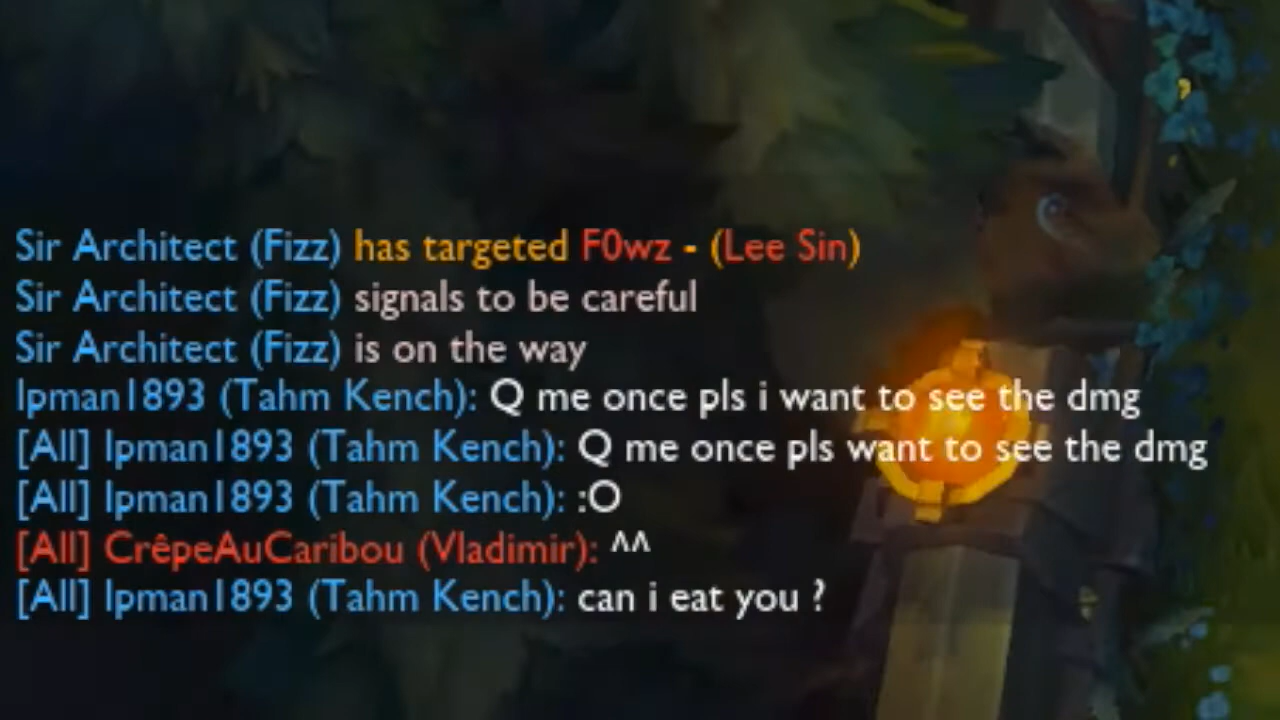 Sir Architect (Fizz) has targeted F0wz - (Lee Sin)
Sir Architect (Fizz) signals to be careful
Sir Architect (Fizz) is on the way
Ipman1893 (Tahm Kench): Q me once pls i want to see the dmg
[All] Ipman1893 (Tahm Kench): Q me once pls want to see the dmg
[All] Ipman1893 (Tahm Kench): :O
[All] CrêpeAuCaribou (Vladimir): ^^
[All] Ipman1893 (Tahm Kench): can i eat you ?